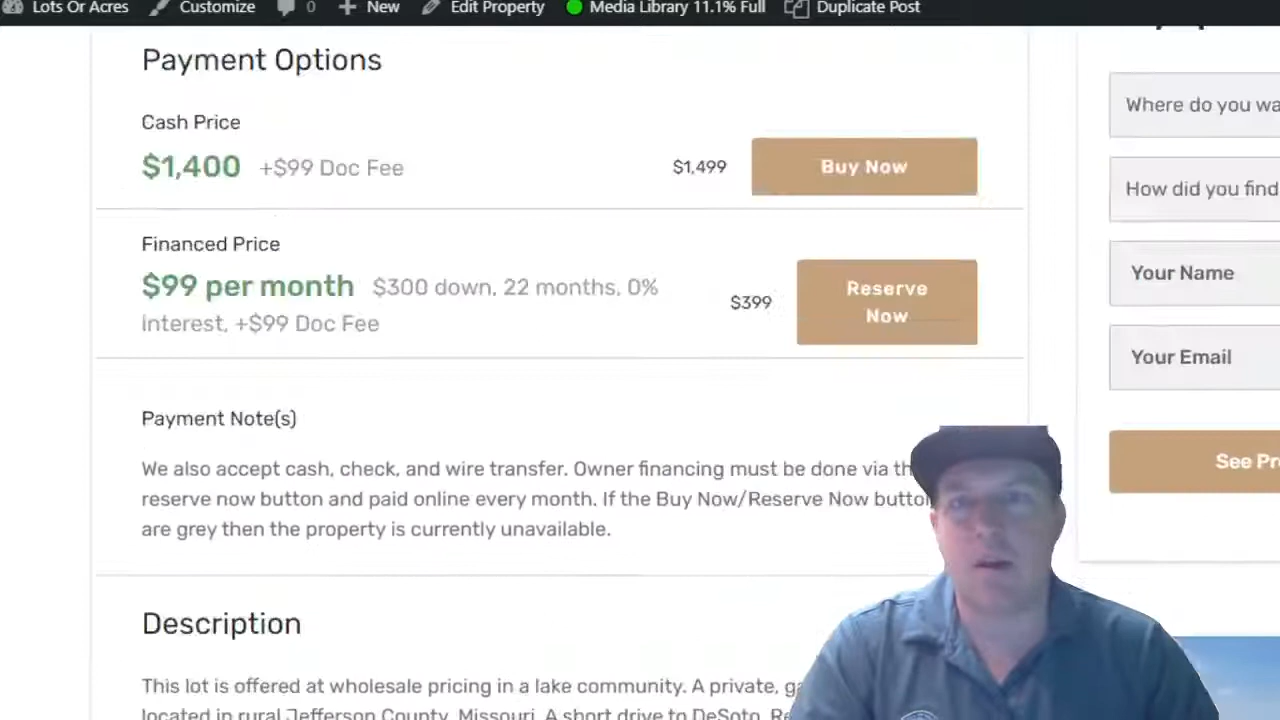 Lots Or Acres Customize 0 New Edit Property Media Library 11.1% Full Duplicate Post
Payment Options
Cash Price
$1,400 +$99 Doc Fee $1,499 Buy Now
Financed Price
$99 per month $300 down, 22 months, 0%
interest, +$99 Doc Fee
$399
Reserve
Now
Payment Note(s)
We also accept cash, check, and wire transfer. Owner financing must be done via th
reserve now button and paid online every month. If the Buy Now/Reserve Now butto
are grey then the property is currently unavailable.
Description
This lot is offered at wholesale pricing in a lake community. A private, ga
located in rural Jefferson County, Missouri. A short drive to DeSoto, Re
Where do you wa
How did you find
Your Name
Your Email
See Pr